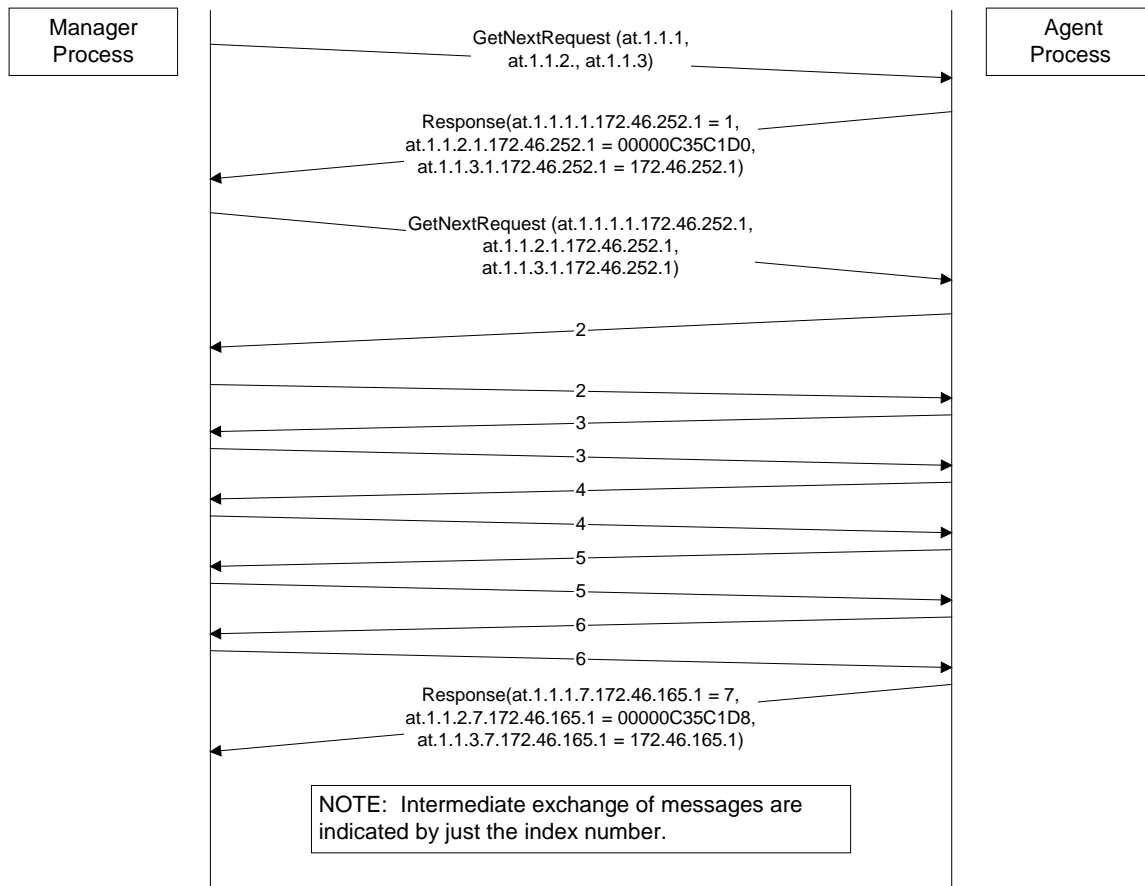 Manager
Process
Agent
Process
GetNextRequest (at.1.1.1,
at.1.1.2., at.1.1.3)
Response(at.1.1.1.1.172.46.252.1 = 1,
at.1.1.2.1.172.46.252.1 = 00000C35C1D0,
at.1.1.3.1.172.46.252.1 = 172.46.252.1)
GetNextRequest (at.1.1.1.1.172.46.252.1,
at.1.1.2.1.172.46.252.1,
at.1.1.3.1.172.46.252.1)
2
2
3
3
4
4
5
5
6
6
Response(at.1.1.1.7.172.46.165.1 = 7,
at.1.1.2.7.172.46.165.1 = 00000C35C1D8,
at.1.1.3.7.172.46.165.1 = 172.46.165.1)
NOTE: Intermediate exchange of messages are
indicated by just the index number.